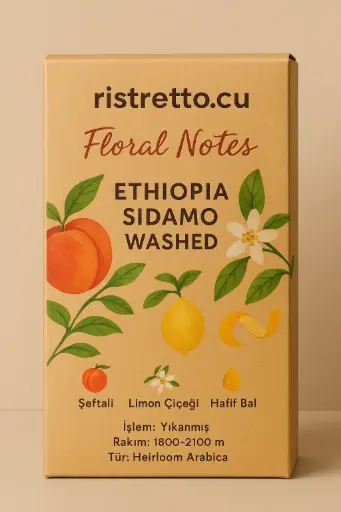 ristretto.cu
Floral Notes
ETHIOPIA
SIDAMO
WASHED
Şeftali Limon Çiçeği Hafif Bal
İşlem: Yıkanmış
Rakım: 1800-2100 m
Tür: Heirloom Arabica